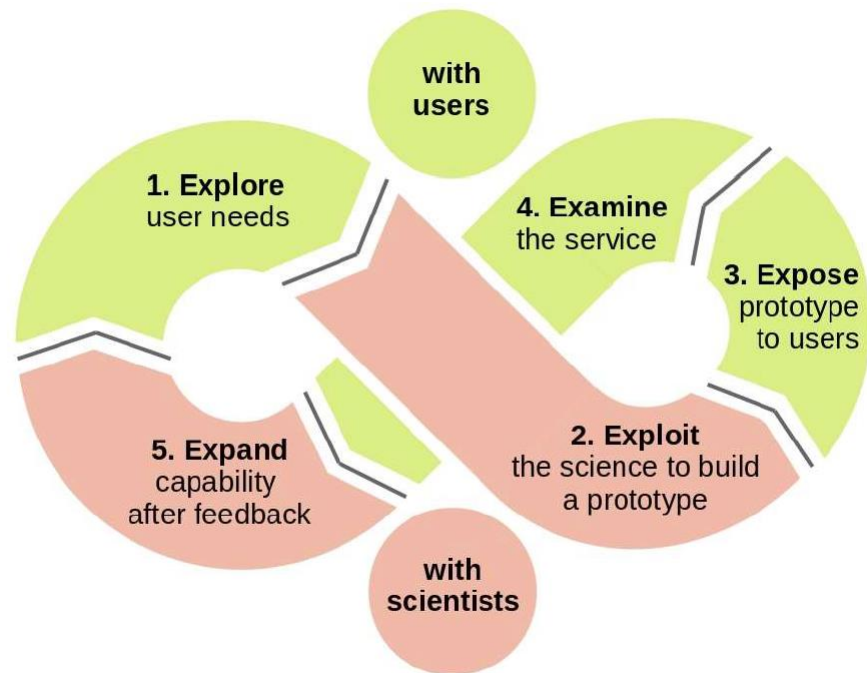 with
users
1. Explore
user needs
4. Examine
the service
3. Expose
prototype
to users
2. Exploit
the science to build
a prototype
5. Expand
capability
after feedback
with
scientists